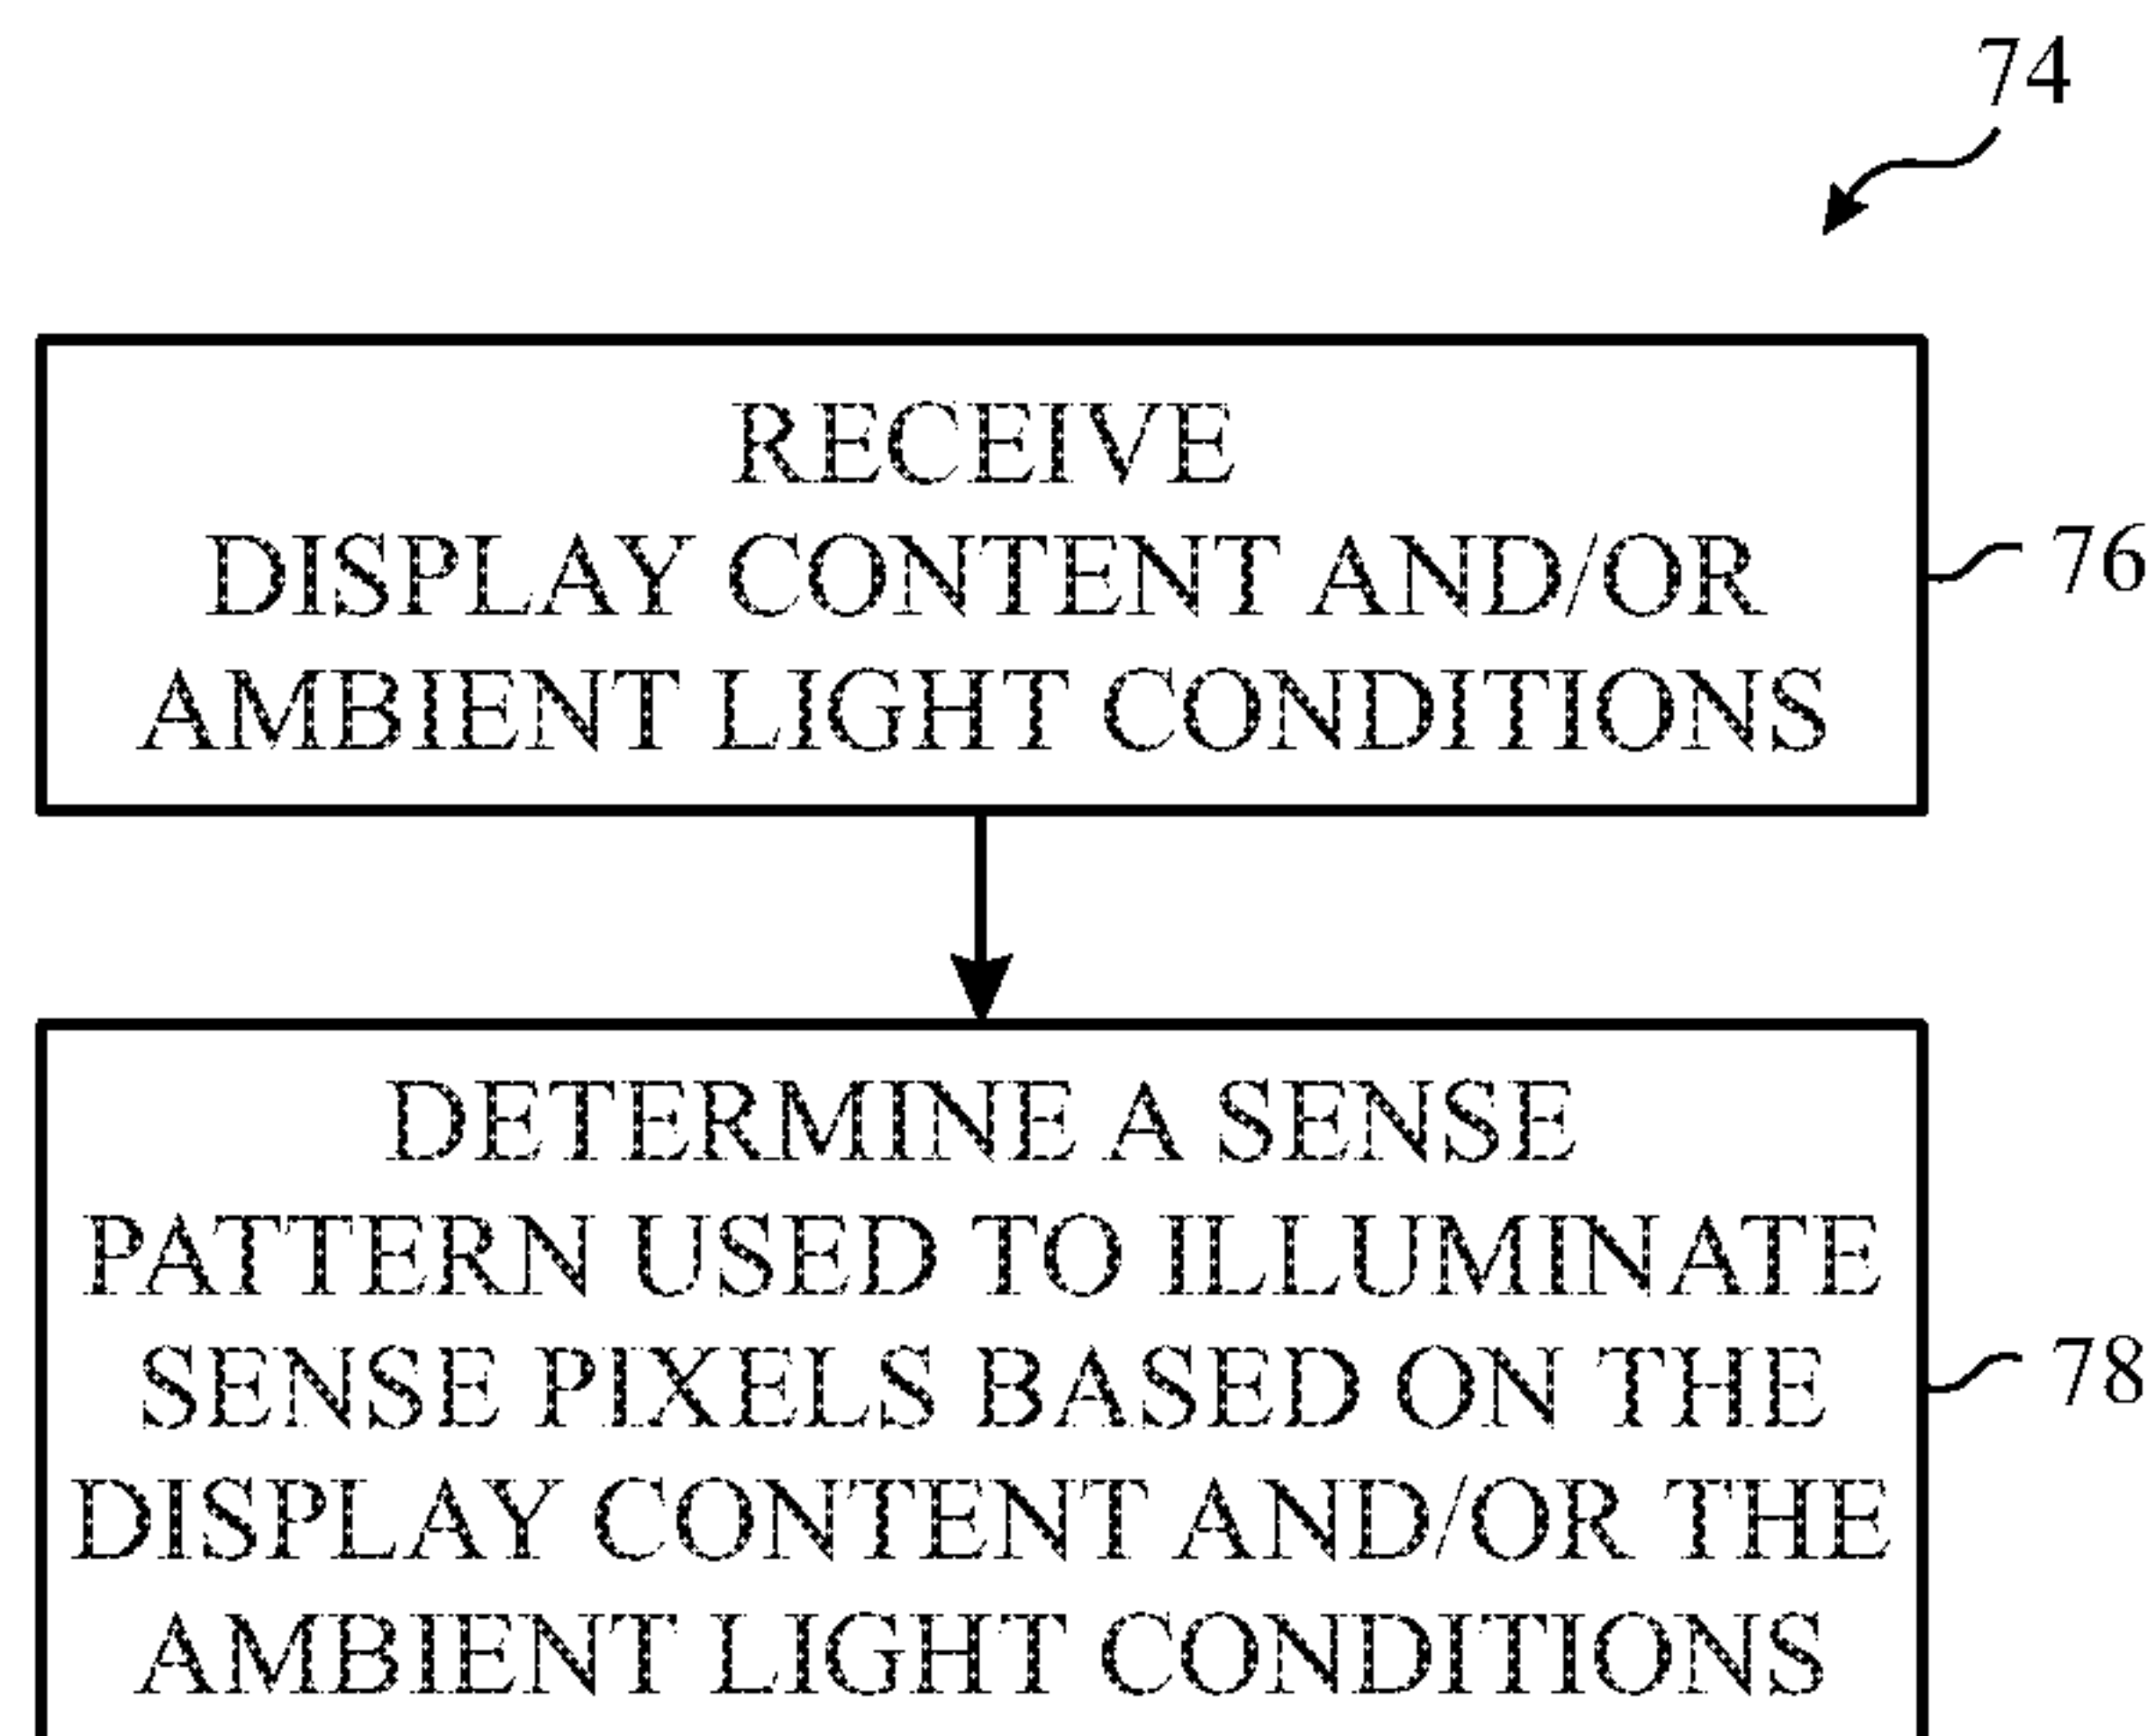 74
RECEIVE
DISPLAY CONTENT AND/OR
AMBIENT LIGHT CONDITIONS
76
DETERMINE A SENSE
PATTERN USED TO ILLUMINATE
SENSE PIXELS BASED ON THE
DISPLAY CONTENT AND/OR THE
AMBIENT LIGHT CONDITIONS
78